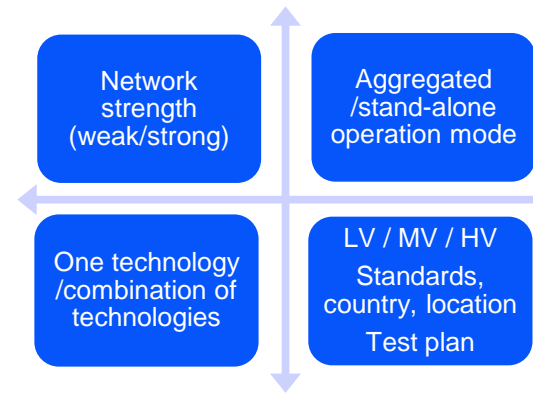 Network
strength
(weak/strong)
Aggregated
/stand-alone
operation mode
One technology
/combination of
technologies
LV / MV / HV
Standards,
country, location
Test plan